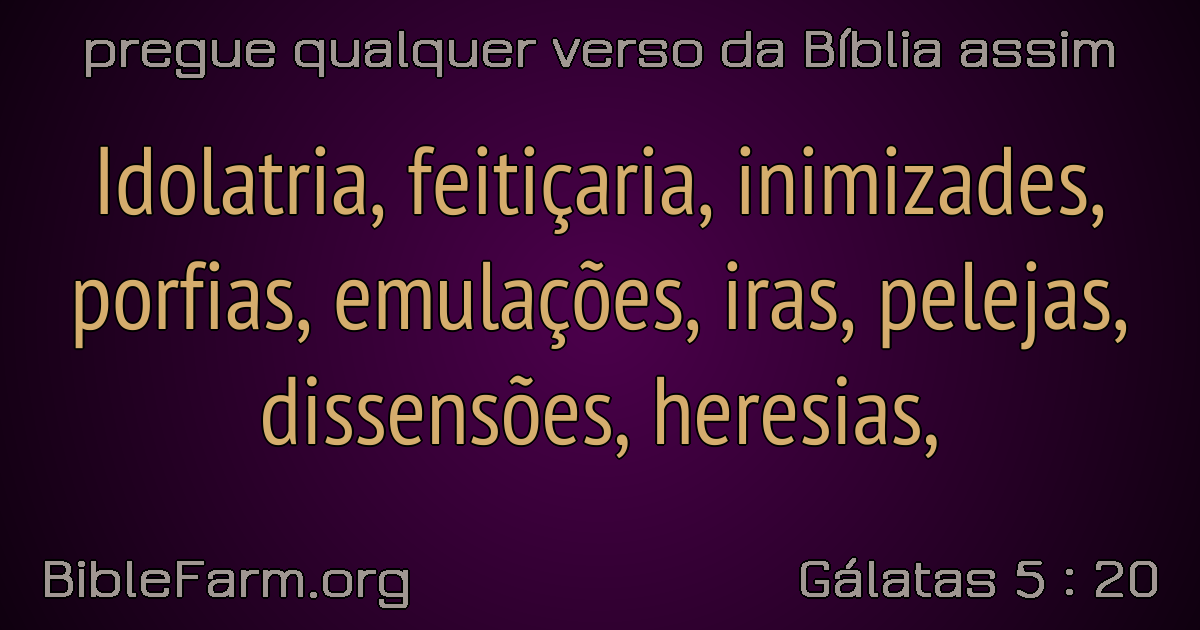 pregue qualquer verso da Bíblia assim
Idolatria, feitiçaria, inimizades,
porfias, emulações, iras, pelejas,
dissensões, heresias,
BibleFarm.org
Gálatas 5 : 20